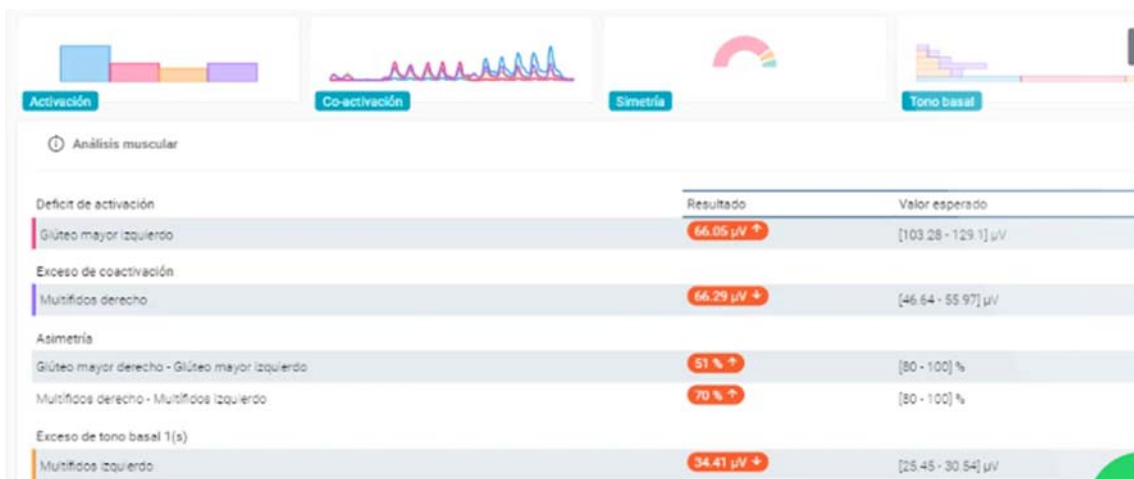 Activación
Co-activación
Simetría
Tono basal
Análisis muscular
Deficit de activación Resultado Valor esperado
Glúteo mayor izquierdo 66.05 µV ↑ [103.28 - 129.1] µV
Exceso de coactivación
Multífidos derecho 66.29 µV ↓ [46.64 - 55.97] µV
Asimetría
Glúteo mayor derecho - Glúteo mayor izquierdo 51 % ↑ [80 - 100] %
Multífidos derecho - Multífidos izquierdo 70 % ↑ [80 - 100] %
Exceso de tono basal 1(s)
Multífidos izquierdo 34.41 µV ↓ [25.45 - 30.54] µV